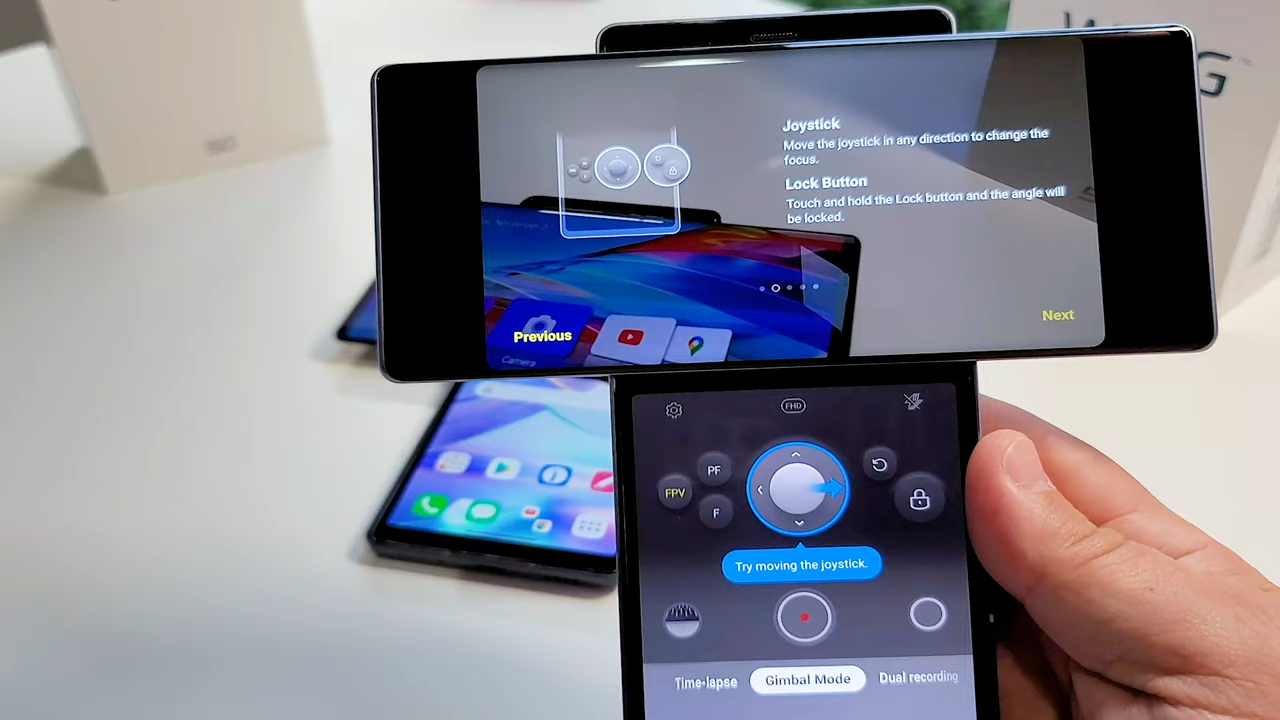 Joystick
Move the joystick in any direction to change the
focus.
Lock Button
Touch and hold the Lock button and the angle will
be locked.
Previous
Camera
Next
FHD
PF
FPV
F
Try moving the joystick.
Time-lapse
Gimbal Mode
Dual recording